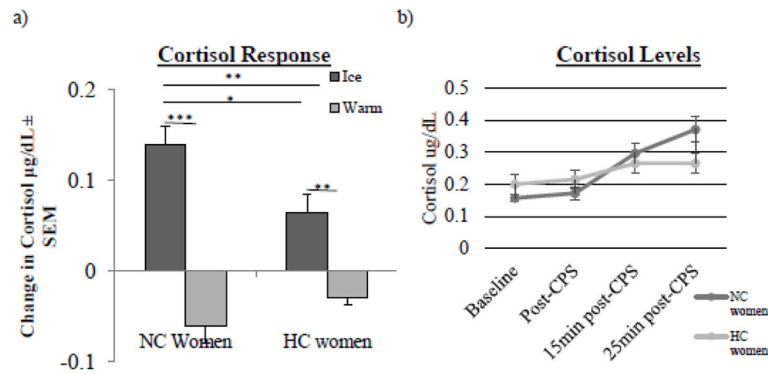 a)
Cortisol Response
**
*
***
**
Ice
Warm
0.2
0.1
0
-0.1
Change in Cortisol µg/dL ±
SEM
NC Women
HC women
b)
Cortisol Levels
0.5
0.4
0.3
0.2
0.1
0
Cortisol ug/dL
Baseline
Post-CPS
15min post-CPS
25min post-CPS
NC
women
HC
women